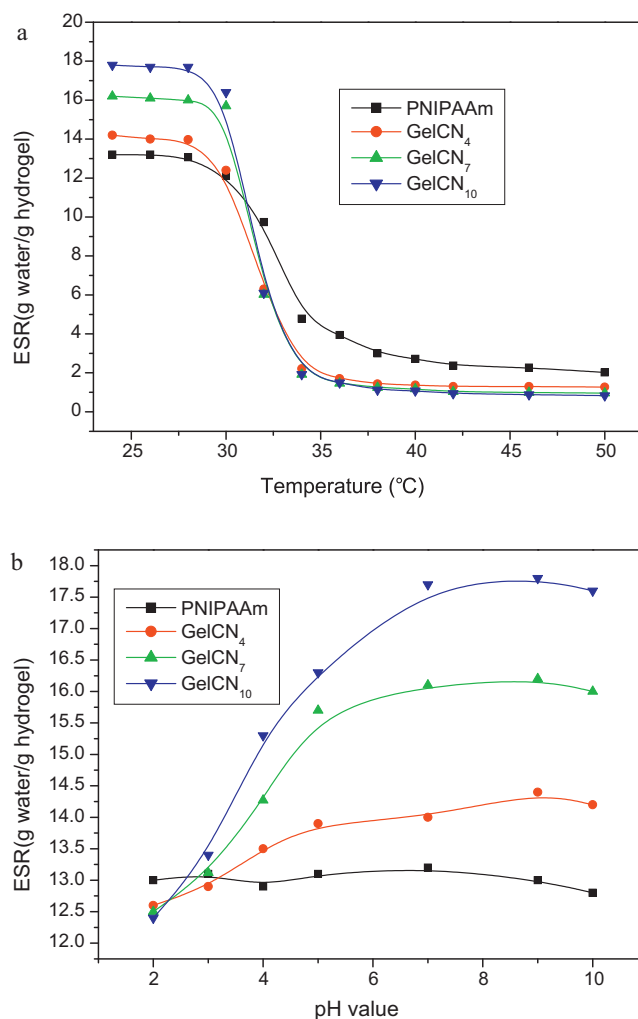 a
20
18
16
14
12
10
8
6
4
2
0
ESR(g water/g hydrogel)
PNIPAAm
GelCN4
GelCN7
GelCN10
25 30 35 40 45 50
Temperature (°C)
b
18.0
17.5
17.0
16.5
16.0
15.5
15.0
14.5
14.0
13.5
13.0
12.5
12.0
ESR(g water/g hydrogel)
PNIPAAm
GelCN4
GelCN7
GelCN10
2 4 6 8 10
pH value